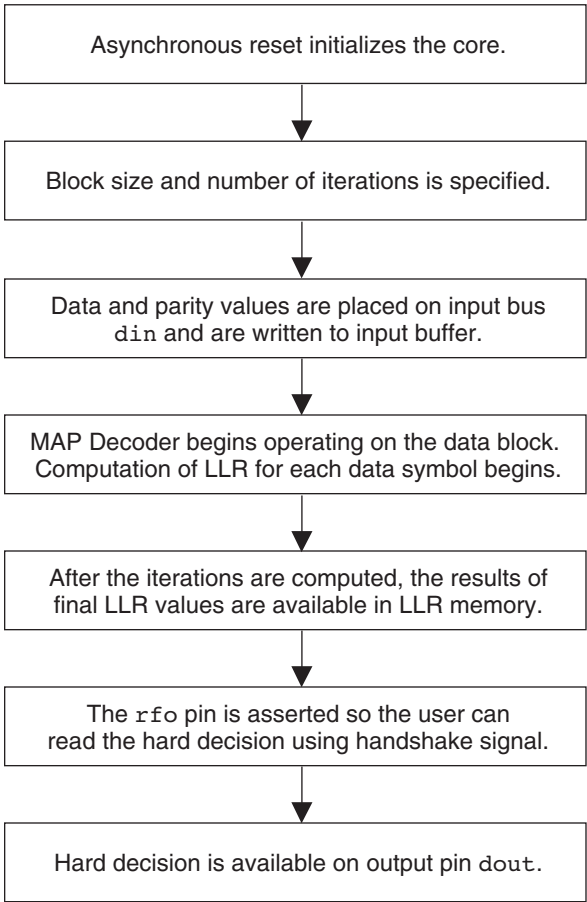 Asynchronous reset initializes the core.
Block size and number of iterations is specified.
Data and parity values are placed on input bus
din and are written to input buffer.
MAP Decoder begins operating on the data block.
Computation of LLR for each data symbol begins.
After the iterations are computed, the results of
final LLR values are available in LLR memory.
The rfo pin is asserted so the user can
read the hard decision using handshake signal.
Hard decision is available on output pin dout.